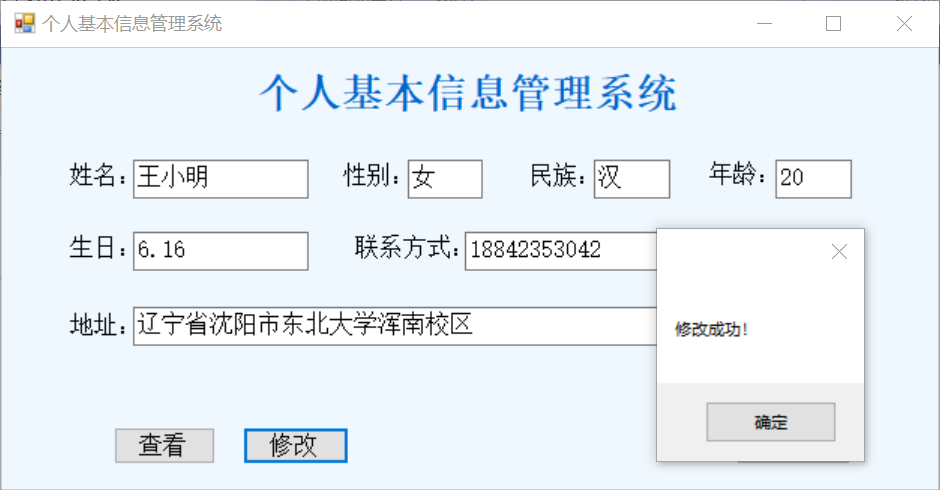 个人基本信息管理系统
个人基本信息管理系统
姓名：王小明 性别：女 民族：汉 年龄：20
生日：6.16 联系方式：18842353042
地址：辽宁省沈阳市东北大学浑南校区
修改成功!
查看 修改 确定